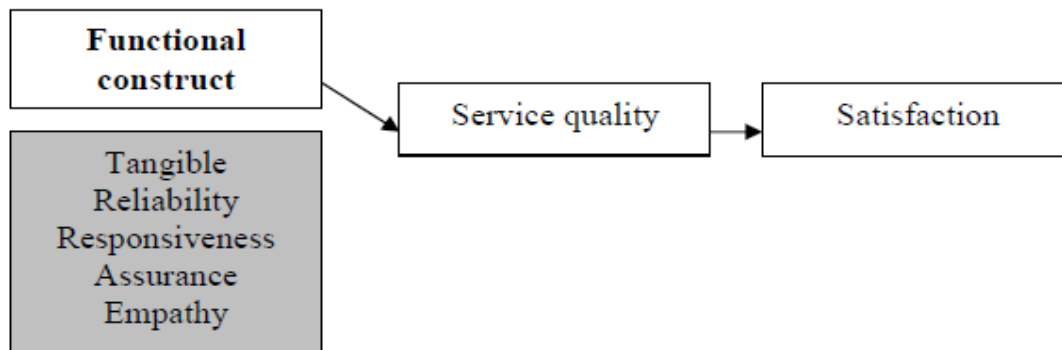 Functional
construct
Service quality
Satisfaction
Tangible
Reliability
Responsiveness
Assurance
Empathy